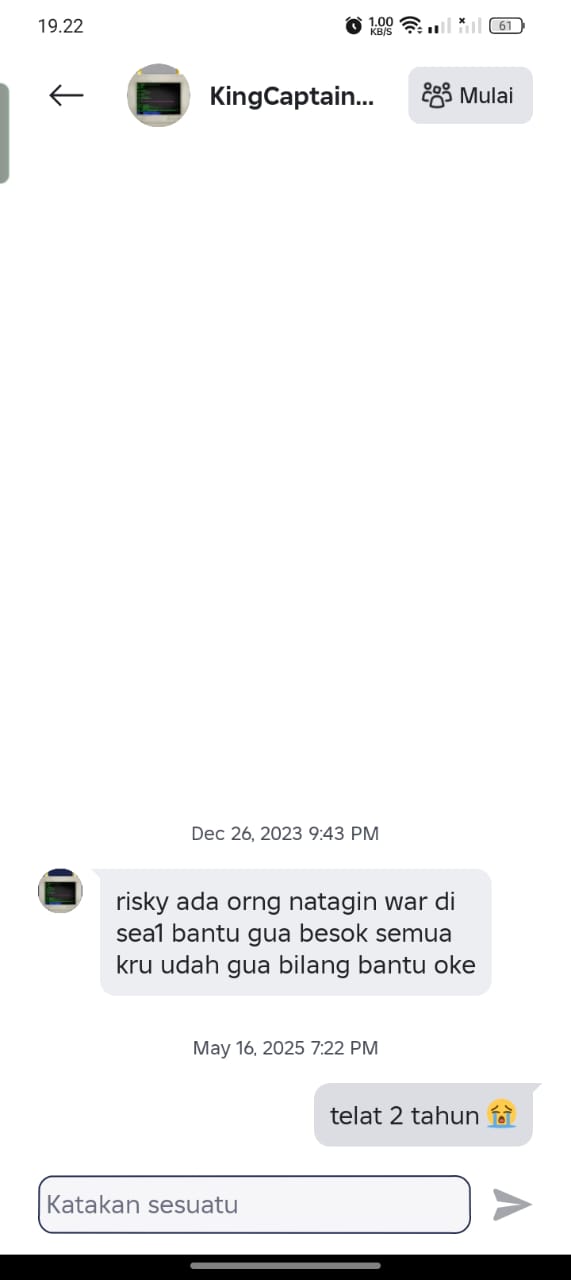 19.22
1.00
KB/S
61
KingCaptain...
Mulai
Dec 26, 2023 9:43 PM
risky ada orng natagin war di
sea1 bantu gua besok semua
kru udah gua bilang bantu oke
May 16, 2025 7:22 PM
telat 2 tahun 😭
Katakan sesuatu